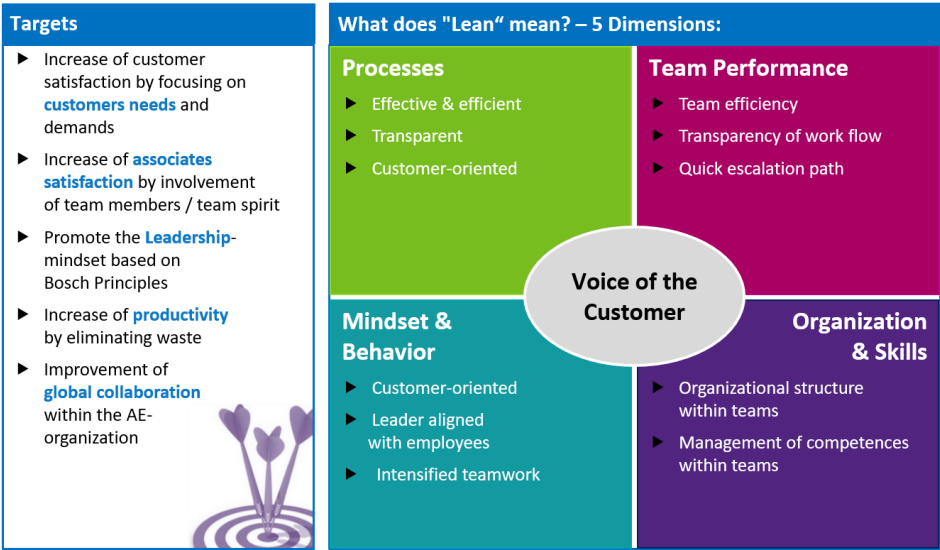 Targets
Increase of customer
satisfaction by focusing on
customers needs and
demands
Increase of associates
satisfaction by involvement
of team members / team spirit
Promote the Leadership-
mindset based on
Bosch Principles
Increase of productivity
by eliminating waste
Improvement of
global collaboration
within the AE-
organization
What does "Lean“ mean? – 5 Dimensions:
Processes
Effective & efficient
Transparent
Customer-oriented
Team Performance
Team efficiency
Transparency of work flow
Quick escalation path
Voice of the
Customer
Mindset &
Behavior
Customer-oriented
Leader aligned
with employees
Intensified teamwork
Organization
& Skills
Organizational structure
within teams
Management of competences
within teams